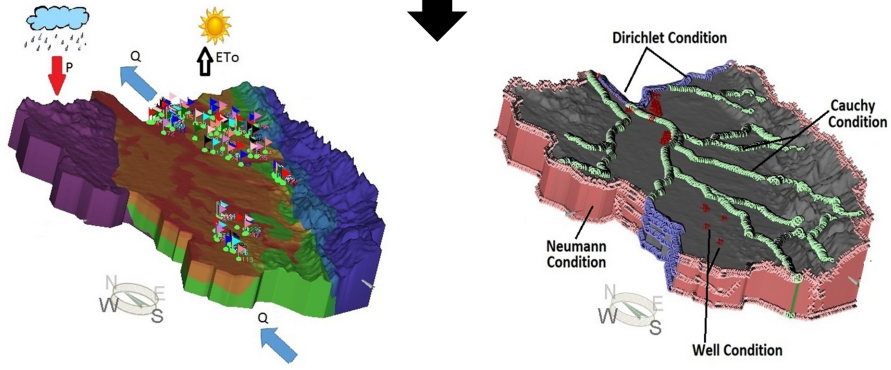 P
Q
ETo
Q
N
E
W
S
Dirichlet Condition
Cauchy
Condition
Neumann
Condition
Well Condition
N
E
W
S